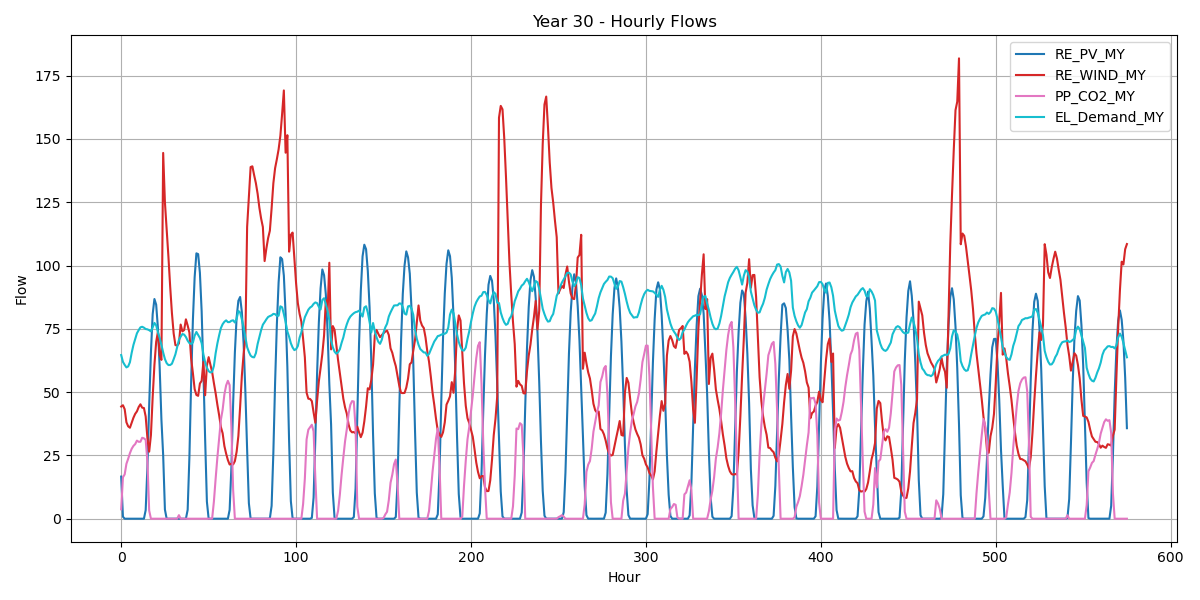 Year 30 - Hourly Flows
RE_PV_MY
RE_WIND_MY
PP_CO2_MY
EL_Demand_MY
Flow
175
150
125
100
75
50
25
0
0 100 200 300 400 500 600
Hour